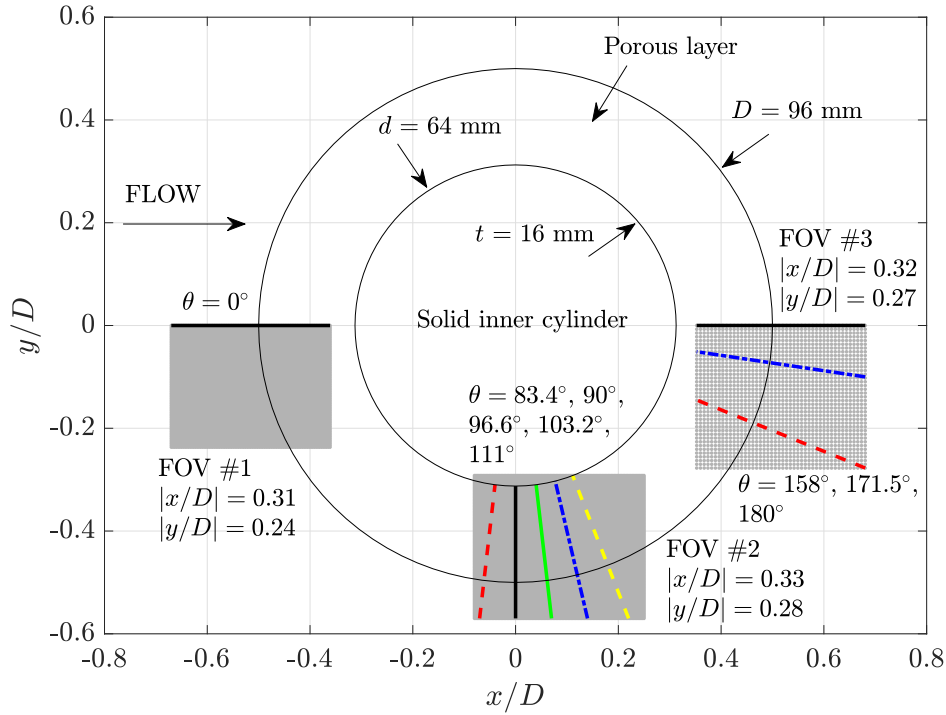 0.6
0.4
0.2
0
-0.2
-0.4
-0.6
y/D
Porous layer
d = 64 mm
D = 96 mm
FLOW
t = 16 mm
θ = 0°
Solid inner cylinder
FOV #3
|x/D| = 0.32
|y/D| = 0.27
θ = 83.4°, 90°,
96.6°, 103.2°,
111°
FOV #1
|x/D| = 0.31
|y/D| = 0.24
θ = 158°, 171.5°,
180°
FOV #2
|x/D| = 0.33
|y/D| = 0.28
-0.8 -0.6 -0.4 -0.2 0 0.2 0.4 0.6 0.8
x/D